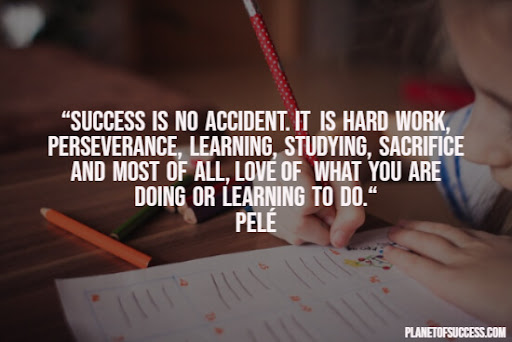 “SUCCESS IS NO ACCIDENT. IT IS HARD WORK,
PERSEVERANCE, LEARNING, STUDYING, SACRIFICE
AND MOST OF ALL, LOVE OF WHAT YOU ARE
DOING OR LEARNING TO DO.“
PELÉ
PLANETOFSUCCESS.COM